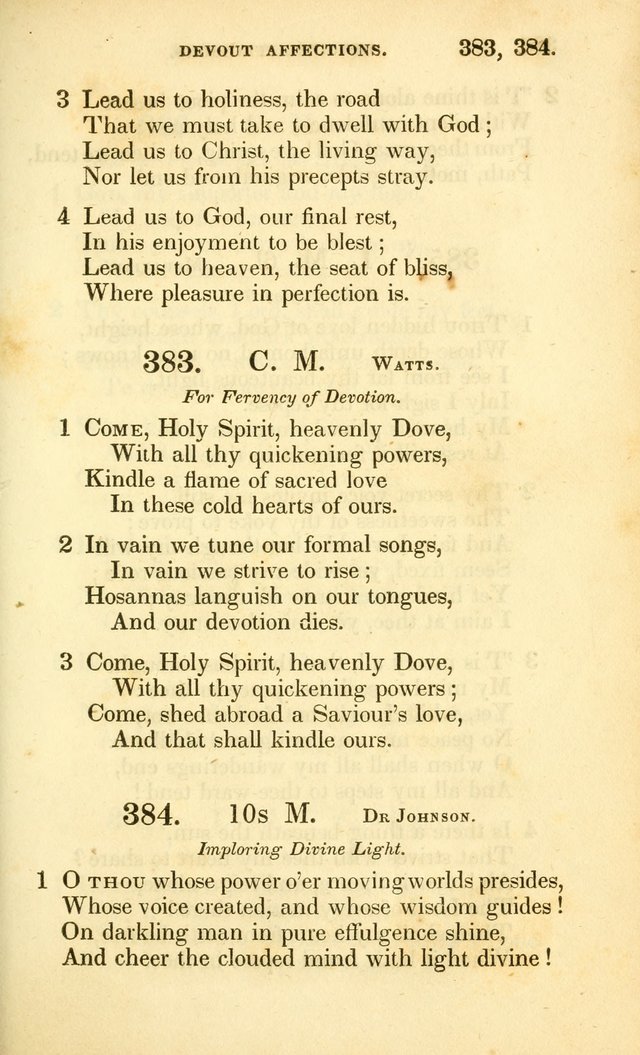 DEVOUT AFFECTIONS. 383, 384.
3 Lead us to holiness, the road
That we must take to dwell with God;
Lead us to Christ, the living way,
Nor let us from his precepts stray.
4 Lead us to God, our final rest,
In his enjoyment to be blest;
Lead us to heaven, the seat of bliss,
Where pleasure in perfection is.
383. C. M. WATTS.
For Fervency of Devotion.
1 COME, Holy Spirit, heavenly Dove,
With all thy quickening powers,
Kindle a flame of sacred love
In these cold hearts of ours.
2 In vain we tune our formal songs,
In vain we strive to rise;
Hosannas languish on our tongues,
And our devotion dies.
3 Come, Holy Spirit, heavenly Dove,
With all thy quickening powers;
Come, shed abroad a Saviour's love,
And that shall kindle ours.
384. 10s M. DR JOHNSON.
Imploring Divine Light.
1 O THOU whose power o'er moving worlds presides,
Whose voice created, and whose wisdom guides!
On darkling man in pure effulgence shine,
And cheer the clouded mind with light divine!